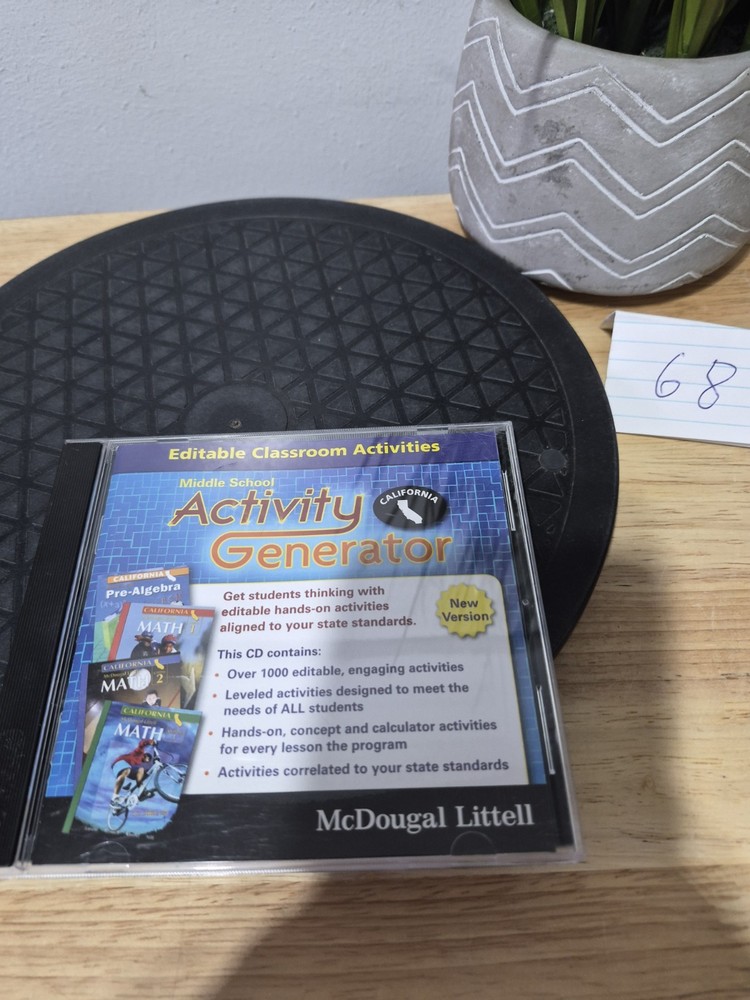 Editable Classroom Activities
Middle School
Activity
CALIFORNIA
Generator
CALIFORNIA
Pre-Algebra
CALIFORNIA
MATH 1
CALIFORNIA
MATH 2
CALIFORNIA
MATH
Get students thinking with
editable hands-on activities
aligned to your state standards.
New
Version
This CD contains:
• Over 1000 editable, engaging activities
• Leveled activities designed to meet the
needs of ALL students
• Hands-on, concept and calculator activities
for every lesson the program
• Activities correlated to your state standards
McDougal Littell
68